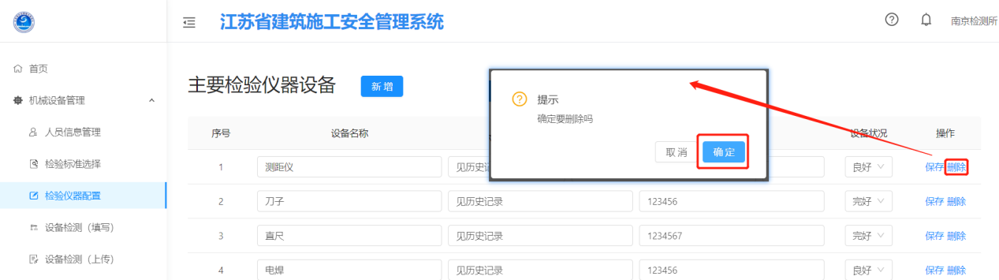 江苏省建筑施工安全管理系统
南京检测所
首页
机械设备管理
人员信息管理
检验标准选择
检验仪器配置
设备检测（填写）
设备检测（上传）
主要检验仪器设备 新增
提示
确定要删除吗
取消 确定
序号 设备名称 设备状况 操作
1 测距仪 见历史记 良好 保存 删除
2 刀子 见历史记录 123456 完好 保存 删除
3 直尺 见历史记录 1234567 完好 保存 删除
4 电焊 见历史记录 123456 良好 保存 删除